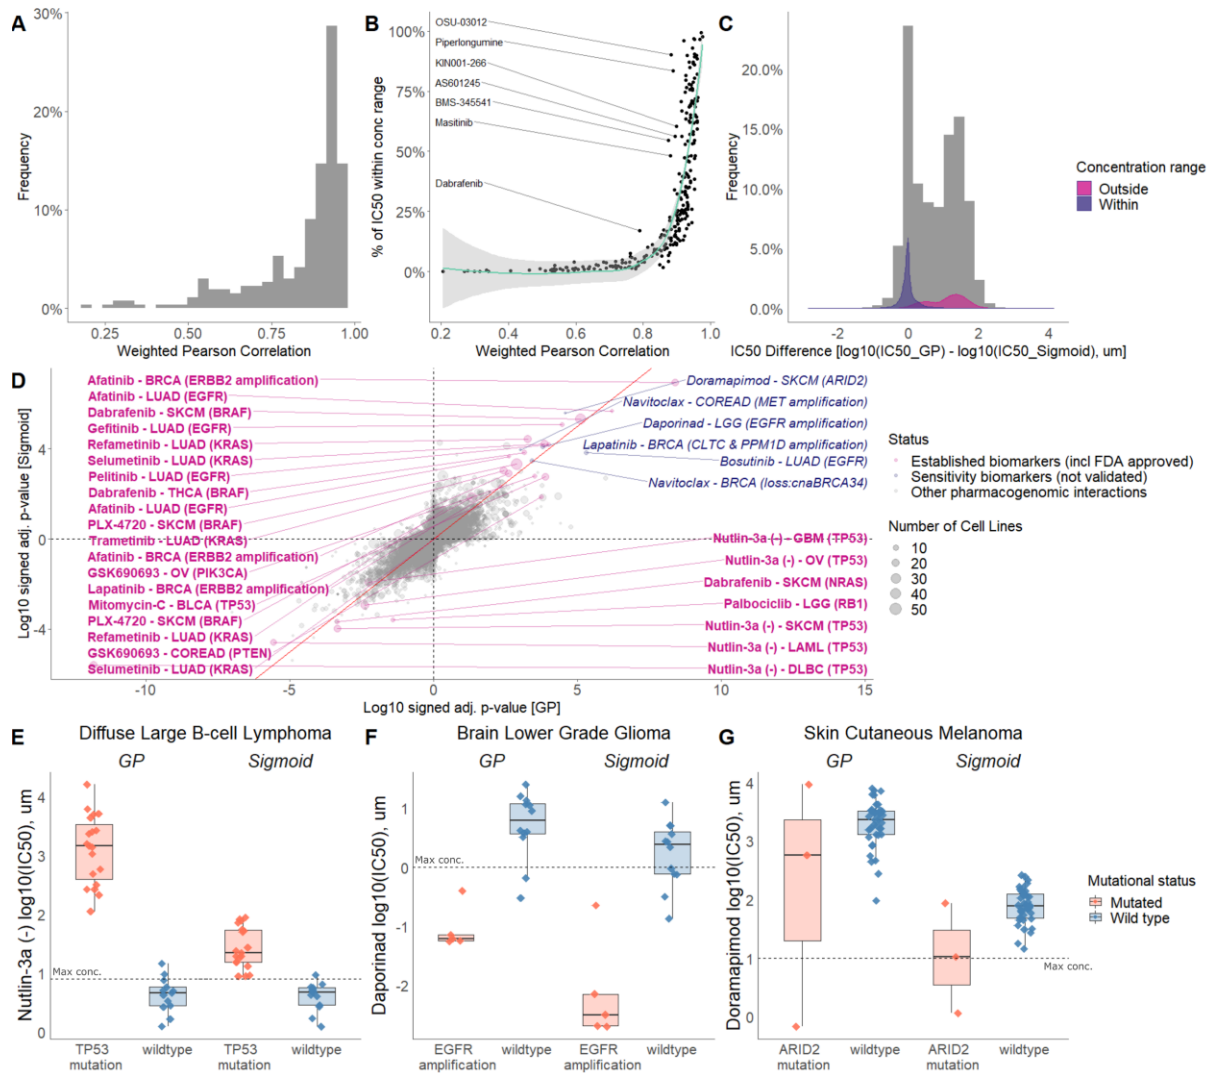 A
30%
20%
10%
0%
Frequency
0.25
0.50
0.75
1.00
Weighted Pearson Correlation
B
100%
75%
50%
25%
0%
% of IC50 within conc range
OSU-03012
Piperlongumine
KIN001-266
AS601245
BMS-345541
Masitinib
Dabrafenib
0.2
0.4
0.6
0.8
1.0
Weighted Pearson Correlation
C
20.0%
15.0%
10.0%
5.0%
0.0%
Frequency
-2
0
2
4
IC50 Difference [log10(IC50_GP) - log10(IC50_Sigmoid), um]
Concentration range
Outside
Within
D
Log10 signed adj. p-value [Sigmoid]
4
0
-4
Afatinib - BRCA (ERBB2 amplification)
Afatinib - LUAD (EGFR)
Dabrafenib - SKCM (BRAF)
Gefitinib - LUAD (EGFR)
Refametinib - LUAD (KRAS)
Selumetinib - LUAD (KRAS)
Pelitinib - LUAD (EGFR)
Dabrafenib - THCA (BRAF)
Afatinib - LUAD (EGFR)
PLX-4720 - SKCM (BRAF)
Trametinib - LUAD (KRAS)
Afatinib - BRCA (ERBB2 amplification)
GSK690693 - OV (PIK3CA)
Lapatinib - BRCA (ERBB2 amplification)
Mitomycin-C - BLCA (TP53)
PLX-4720 - SKCM (BRAF)
Refametinib - LUAD (KRAS)
GSK690693 - COREAD (PTEN)
Selumetinib - LUAD (KRAS)
Doramapimod - SKCM (ARID2)
Navitoclax - COREAD (MET amplification)
Daporinad - LGG (EGFR amplification)
Lapatinib - BRCA (CLTC & PPM1D amplification)
Bosutinib - LUAD (EGFR)
Navitoclax - BRCA (loss:cnaBRCA34)
Nutlin-3a (-) - GBM (TP53)
Nutlin-3a (-) - OV (TP53)
Dabrafenib - SKCM (NRAS)
Palbociclib - LGG (RB1)
Nutlin-3a (-) - SKCM (TP53)
Nutlin-3a (-) - LAML (TP53)
Nutlin-3a (-) - DLBC (TP53)
-10
-5
0
5
10
15
Log10 signed adj. p-value [GP]
Status
Established biomarkers (incl FDA approved)
Sensitivity biomarkers (not validated)
Other pharmacogenomic interactions
Number of Cell Lines
10
20
30
40
50
E
Diffuse Large B-cell Lymphoma
GP
Sigmoid
Nutlin-3a (-) log10(IC50), um
4
3
2
1
0
Max conc.
TP53
mutation
wildtype
TP53
mutation
wildtype
F
Brain Lower Grade Glioma
GP
Sigmoid
Daporinad log10(IC50), um
1
0
-1
-2
Max conc.
EGFR
amplification
wildtype
EGFR
amplification
wildtype
G
Skin Cutaneous Melanoma
GP
Sigmoid
Doramapimod log10(IC50), um
4
3
2
1
0
Max conc.
ARID2
mutation
wildtype
ARID2
mutation
wildtype
Mutational status
Mutated
Wild type